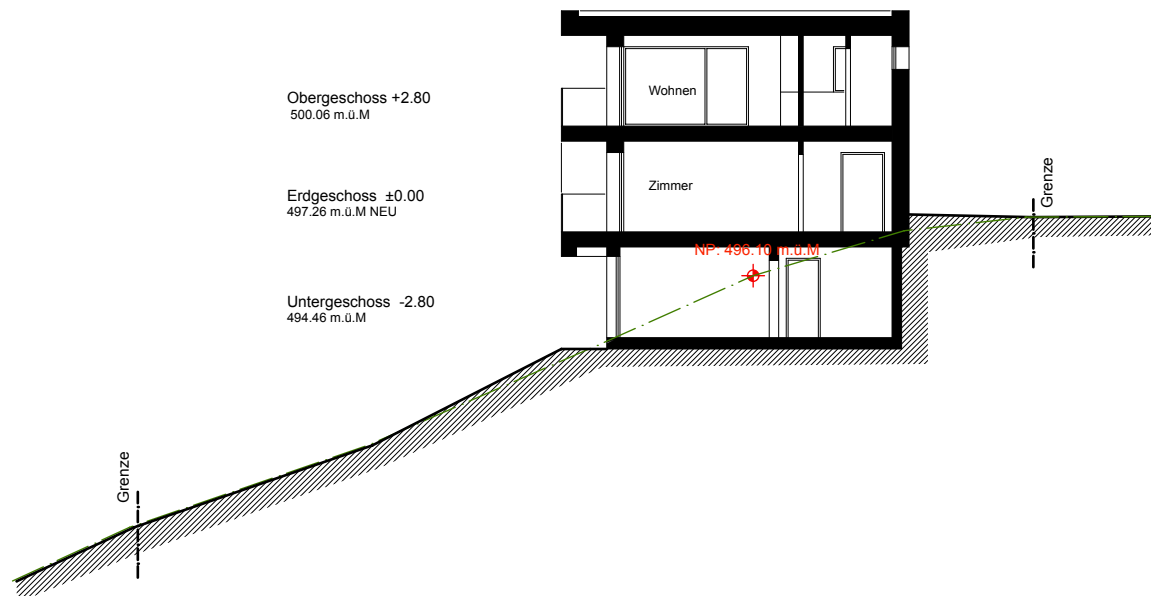 Obergeschoss +2.80
500.06 m.ü.M
Wohnen
Erdgeschoss ±0.00
497.26 m.ü.M NEU
Zimmer
Grenze
NP: 496.10 m.ü.M
Untergeschoss -2.80
494.46 m.ü.M
Grenze